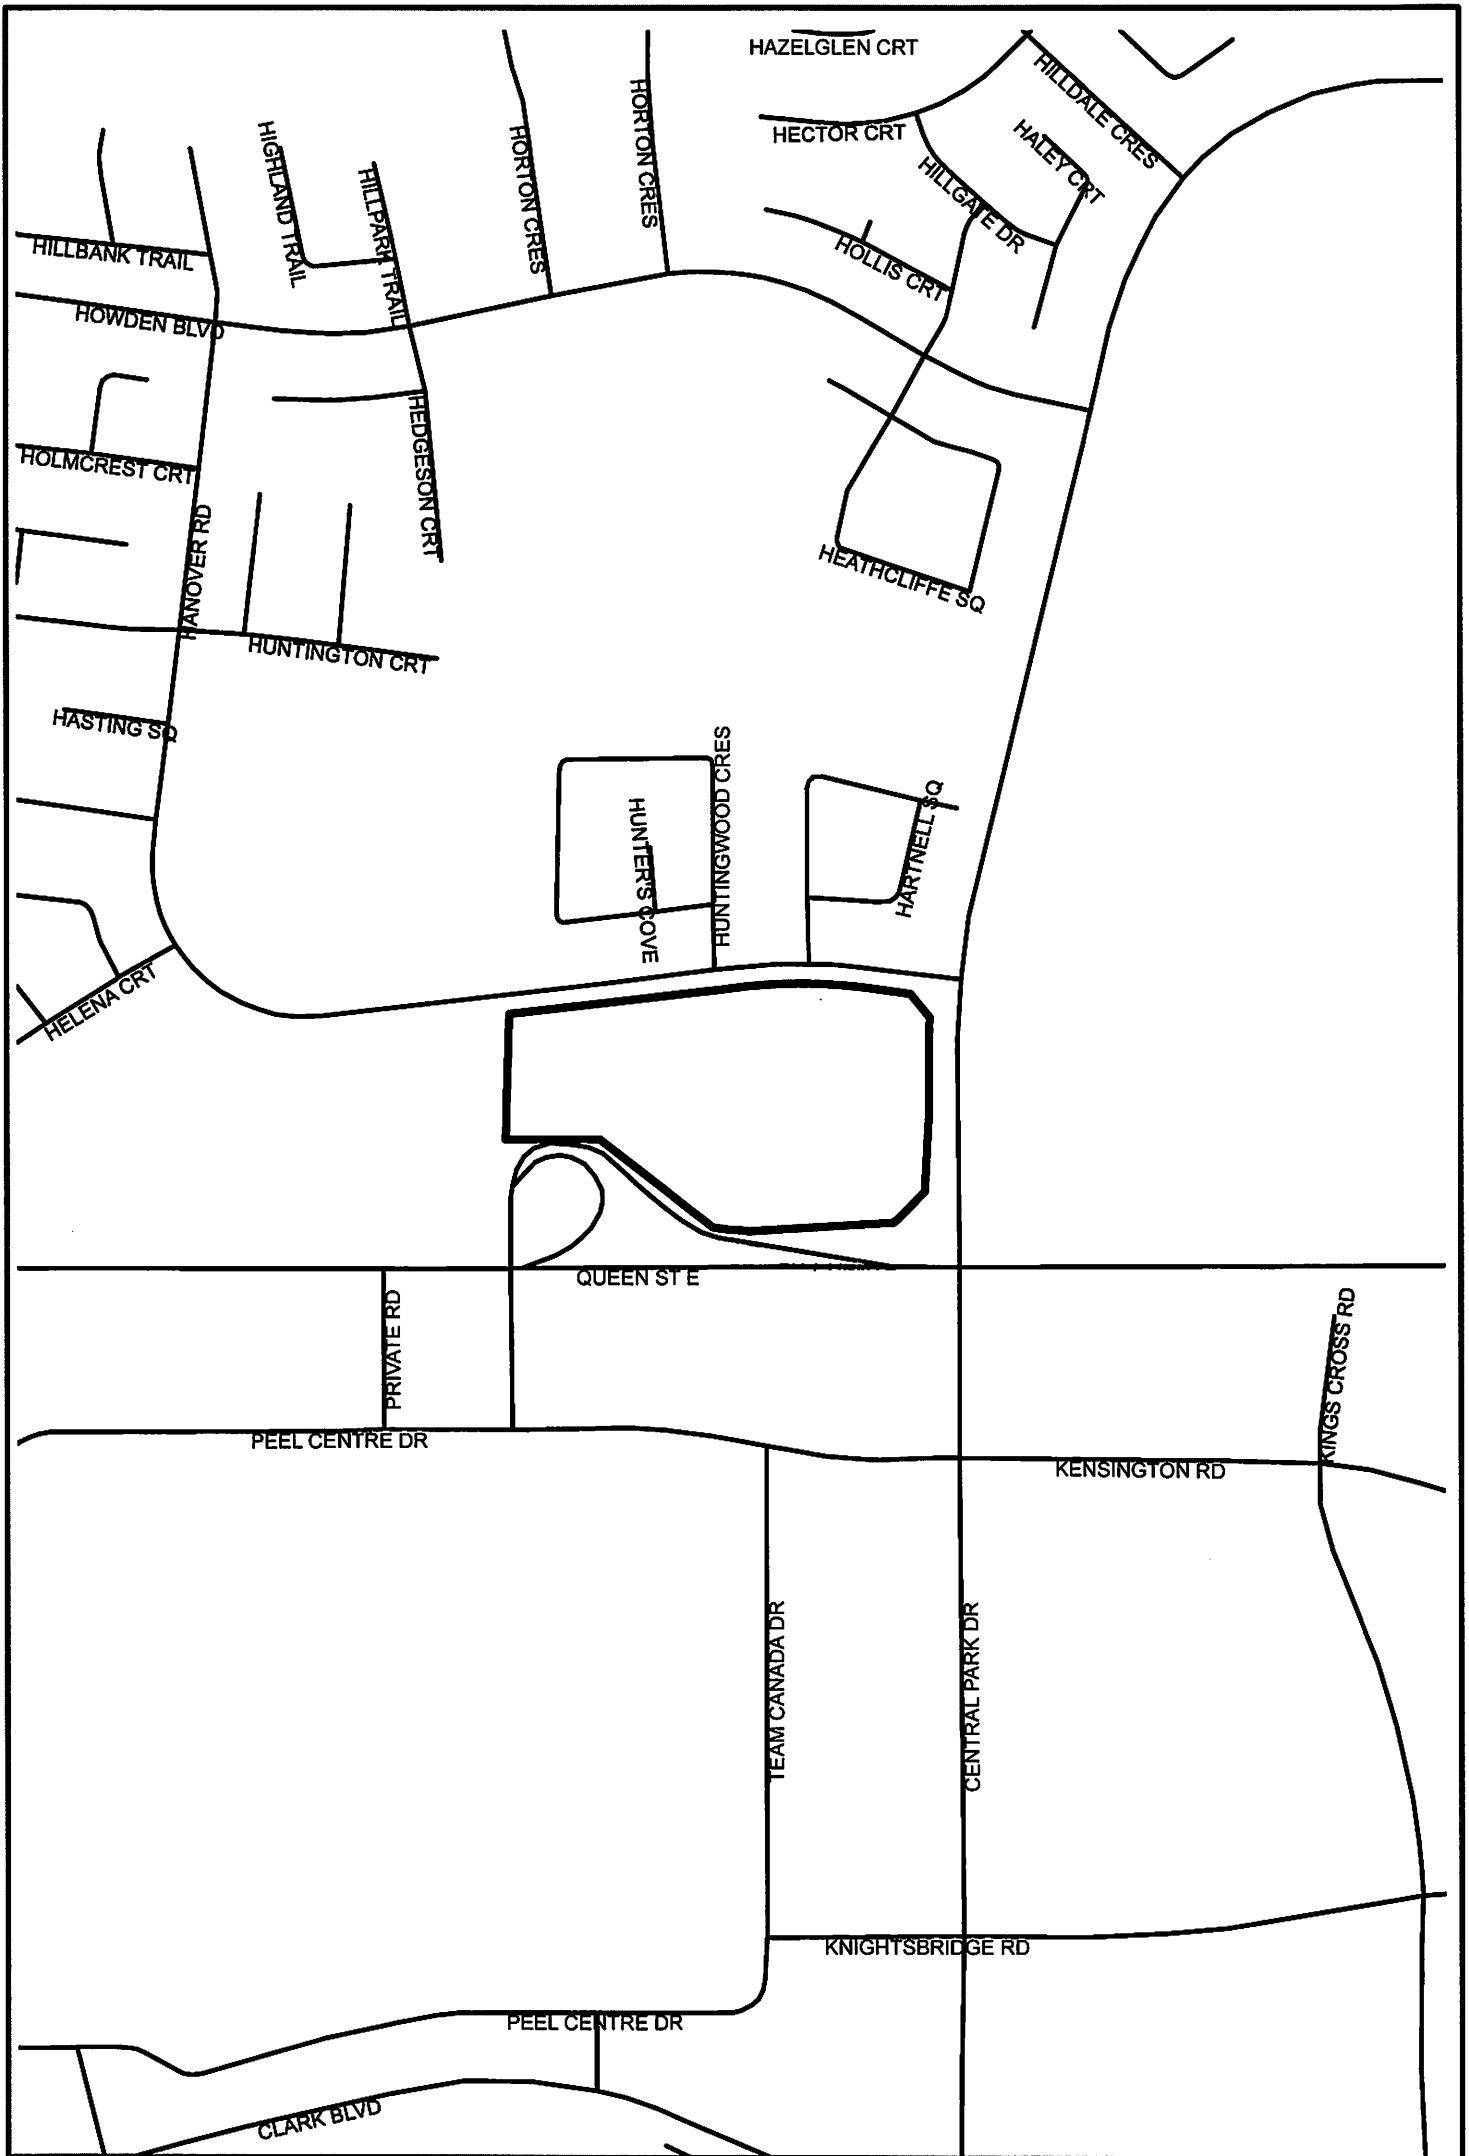 HAZELGLEN CRT
HILLDALE CRES
HORTON CRES
HORTON CRES
HECTOR CRT
HALEY CRT
HIGHLAND TRAIL
HILLPARK TRAIL
HILLGATE DR
HILLBANK TRAIL
HOLLIS CRT
HOWDEN BLVD
HEDGESON CRT
HOLMCREST CRT
HANOVER RD
HEATHCLIFFE SQ
HUNTINGTON CRT
HASTING SQ
HUNTINGWOOD CRES
HUNTER'S COVE
HARTNELL SQ
HELENA CRT
QUEEN ST E
PRIVATE RD
KINGS CROSS RD
PEEL CENTRE DR
KENSINGTON RD
TEAM CANADA DR
CENTRAL PARK DR
KNIGHTSBRIDGE RD
PEEL CENTRE DR
CLARK BLVD